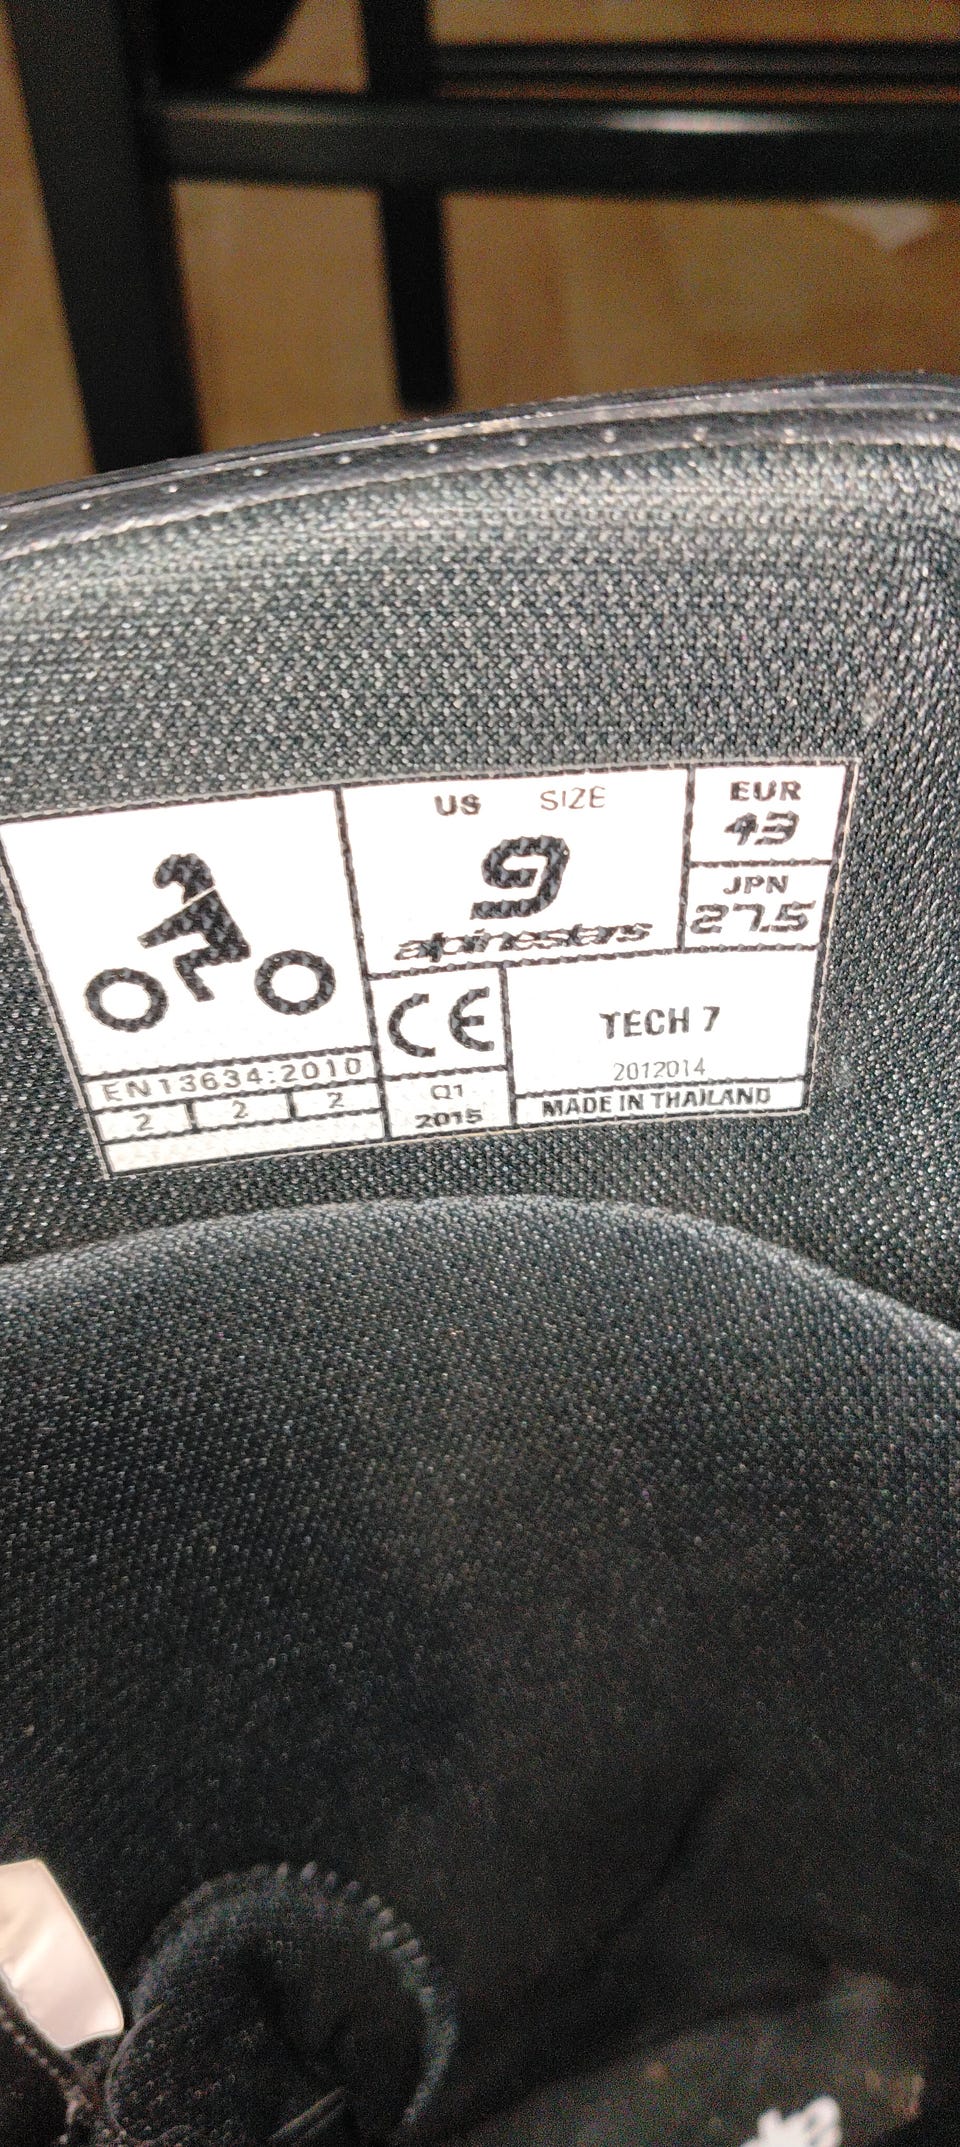 US SIZE
9
alpinestars
EUR
43
JPN
27.5
CE
TECH 7
2012014
MADE IN THAILAND
Q1
2015
EN13634:2010
2 2 2